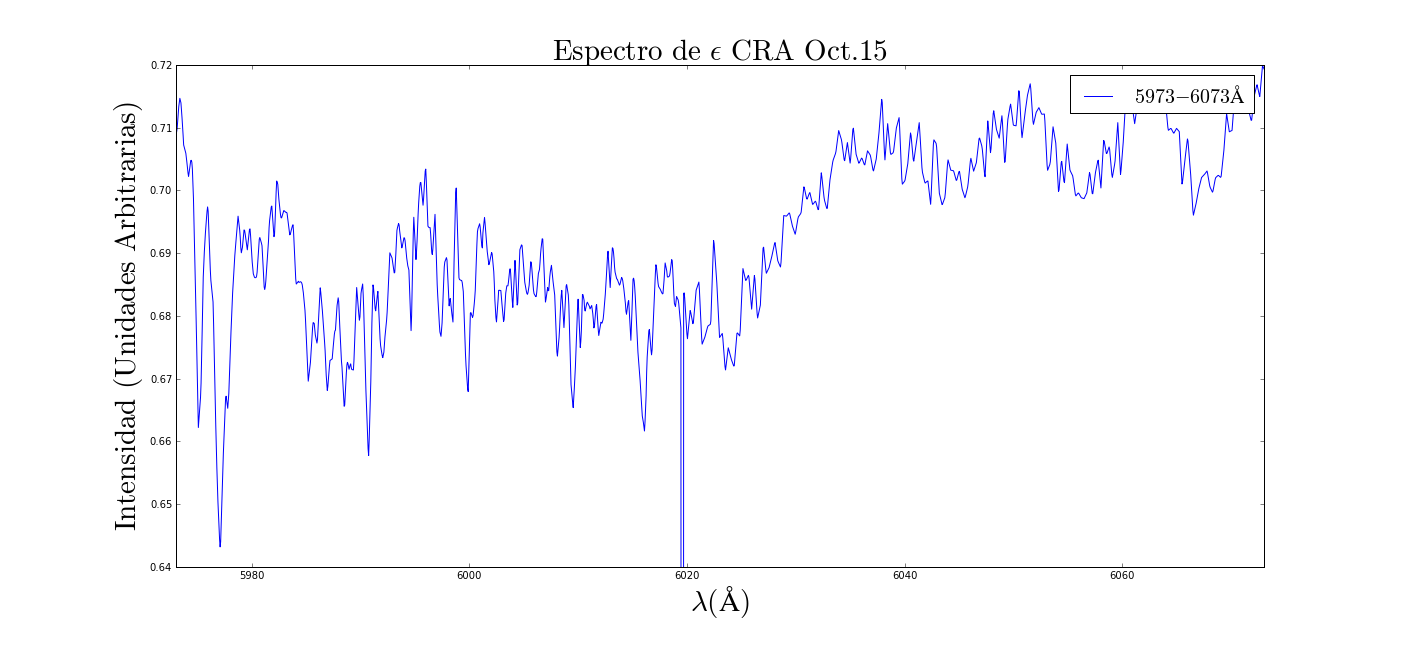 Espectro de ϵ CRA Oct.15
5973−6073Å
Intensidad (Unidades Arbitrarias)
0.72
0.71
0.70
0.69
0.68
0.67
0.66
0.65
0.64
5980 6000 6020 6040 6060
λ(Å)